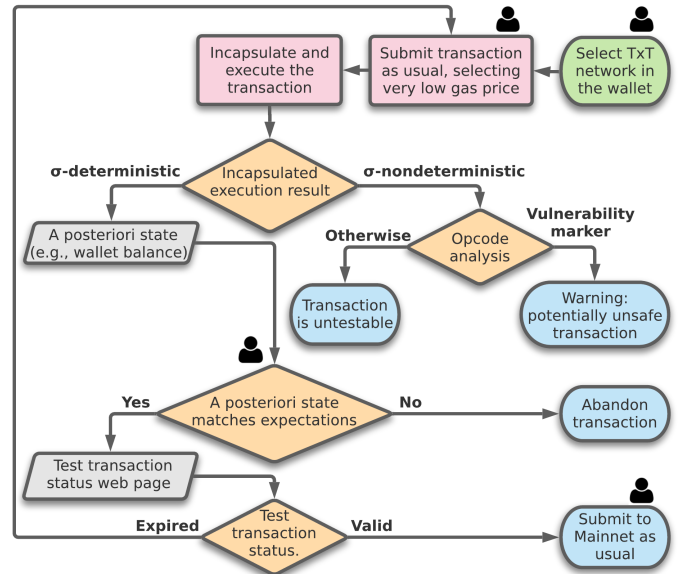 Incapsulate and
execute the
transaction
Submit transaction
as usual, selecting
very low gas price
Select TxT
network in
the wallet
σ-deterministic
Incapsulated
execution result
σ-nondeterministic
A posteriori state
(e.g., wallet balance)
Otherwise
Opcode
analysis
Vulnerability
marker
Transaction
is untestable
Warning:
potentially unsafe
transaction
Yes
A posteriori state
matches expectations
No
Abandon
transaction
Test transaction
status web page
Expired
Test
transaction
status.
Valid
Submit to
Mainnet as
usual